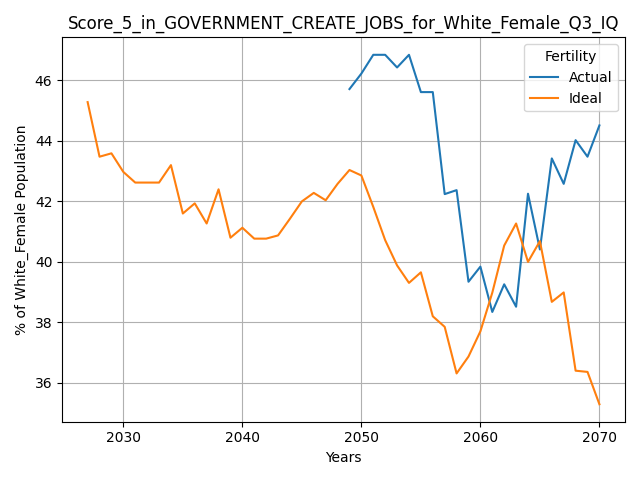 Score_5_in_GOVERNMENT_CREATE_JOBS_for_White_Female_Q3_IQ
Fertility
Actual
Ideal
% of White_Female Population
46
44
42
40
38
36
2030 2040 2050 2060 2070
Years